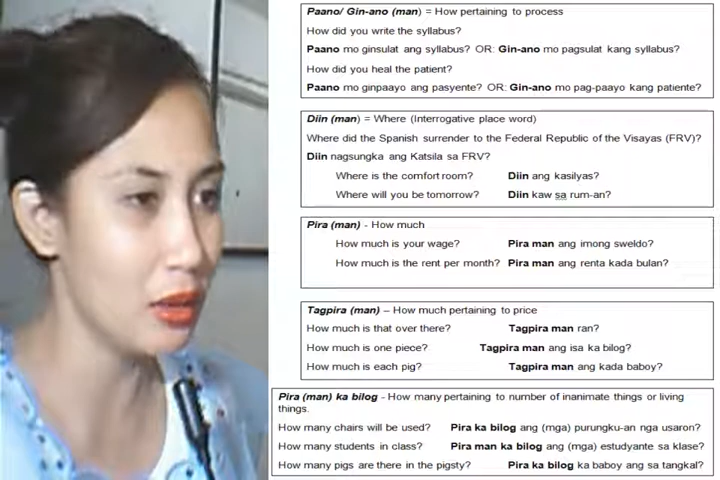 Paano/ Gin-ano (man) = How pertaining to process
How did you write the syllabus?
Paano mo ginsulat ang syllabus? OR: Gin-ano mo pagsulat kang syllabus?
How did you heal the patient?
Paano mo ginpaayo ang pasyente? OR: Gin-ano mo pag-paayo kang patiente?
Diin (man) = Where (Interrogative place word)
Where did the Spanish surrender to the Federal Republic of the Visayas (FRV)?
Diin nagsungka ang Katsila sa FRV?
Where is the comfort room? Diin ang kasilyas?
Where will you be tomorrow? Diin kaw sa rum-an?
Pira (man) - How much
How much is your wage? Pira man ang imong sweldo?
How much is the rent per month? Pira man ang renta kada bulan?
Tagpira (man) – How much pertaining to price
How much is that over there? Tagpira man ran?
How much is one piece? Tagpira man ang isa ka bilog?
How much is each pig? Tagpira man ang kada baboy?
Pira (man) ka bilog - How many pertaining to number of inanimate things or living
things.
How many chairs will be used? Pira ka bilog ang (mga) purungku-an nga usaron?
How many students in class? Pira man ka bilog ang (mga) estudyante sa klase?
How many pigs are there in the pigsty? Pira ka bilog ka baboy ang sa tangkal?